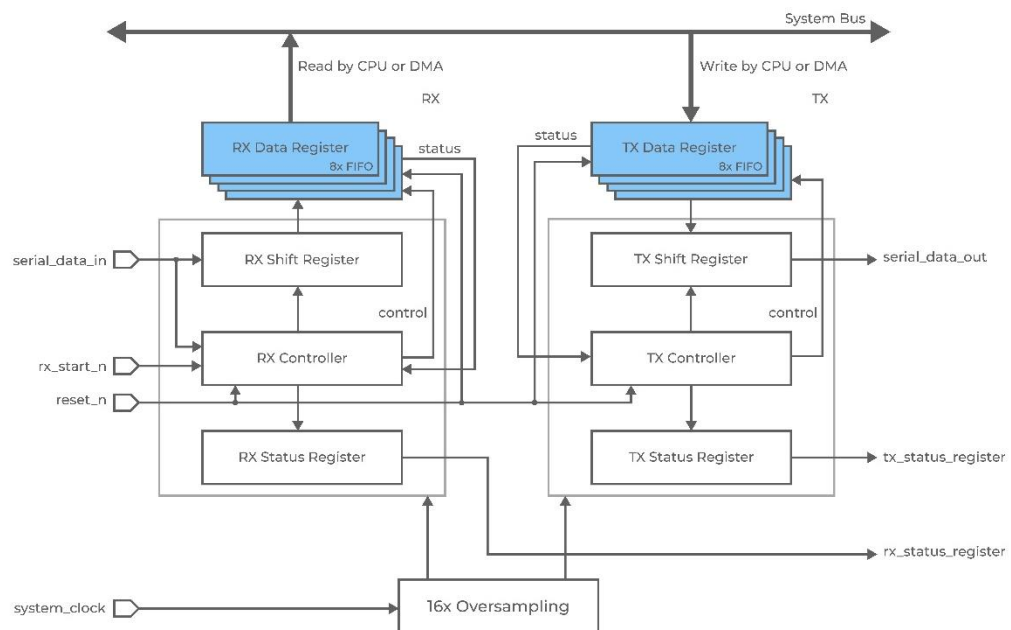 System Bus
Read by CPU or DMA
Write by CPU or DMA
RX
TX
RX Data Register
8x FIFO
status
status
TX Data Register
8x FIFO
serial_data_in
RX Shift Register
TX Shift Register
serial_data_out
control
control
rx_start_n
RX Controller
TX Controller
reset_n
RX Status Register
TX Status Register
tx_status_register
rx_status_register
system_clock
16x Oversampling